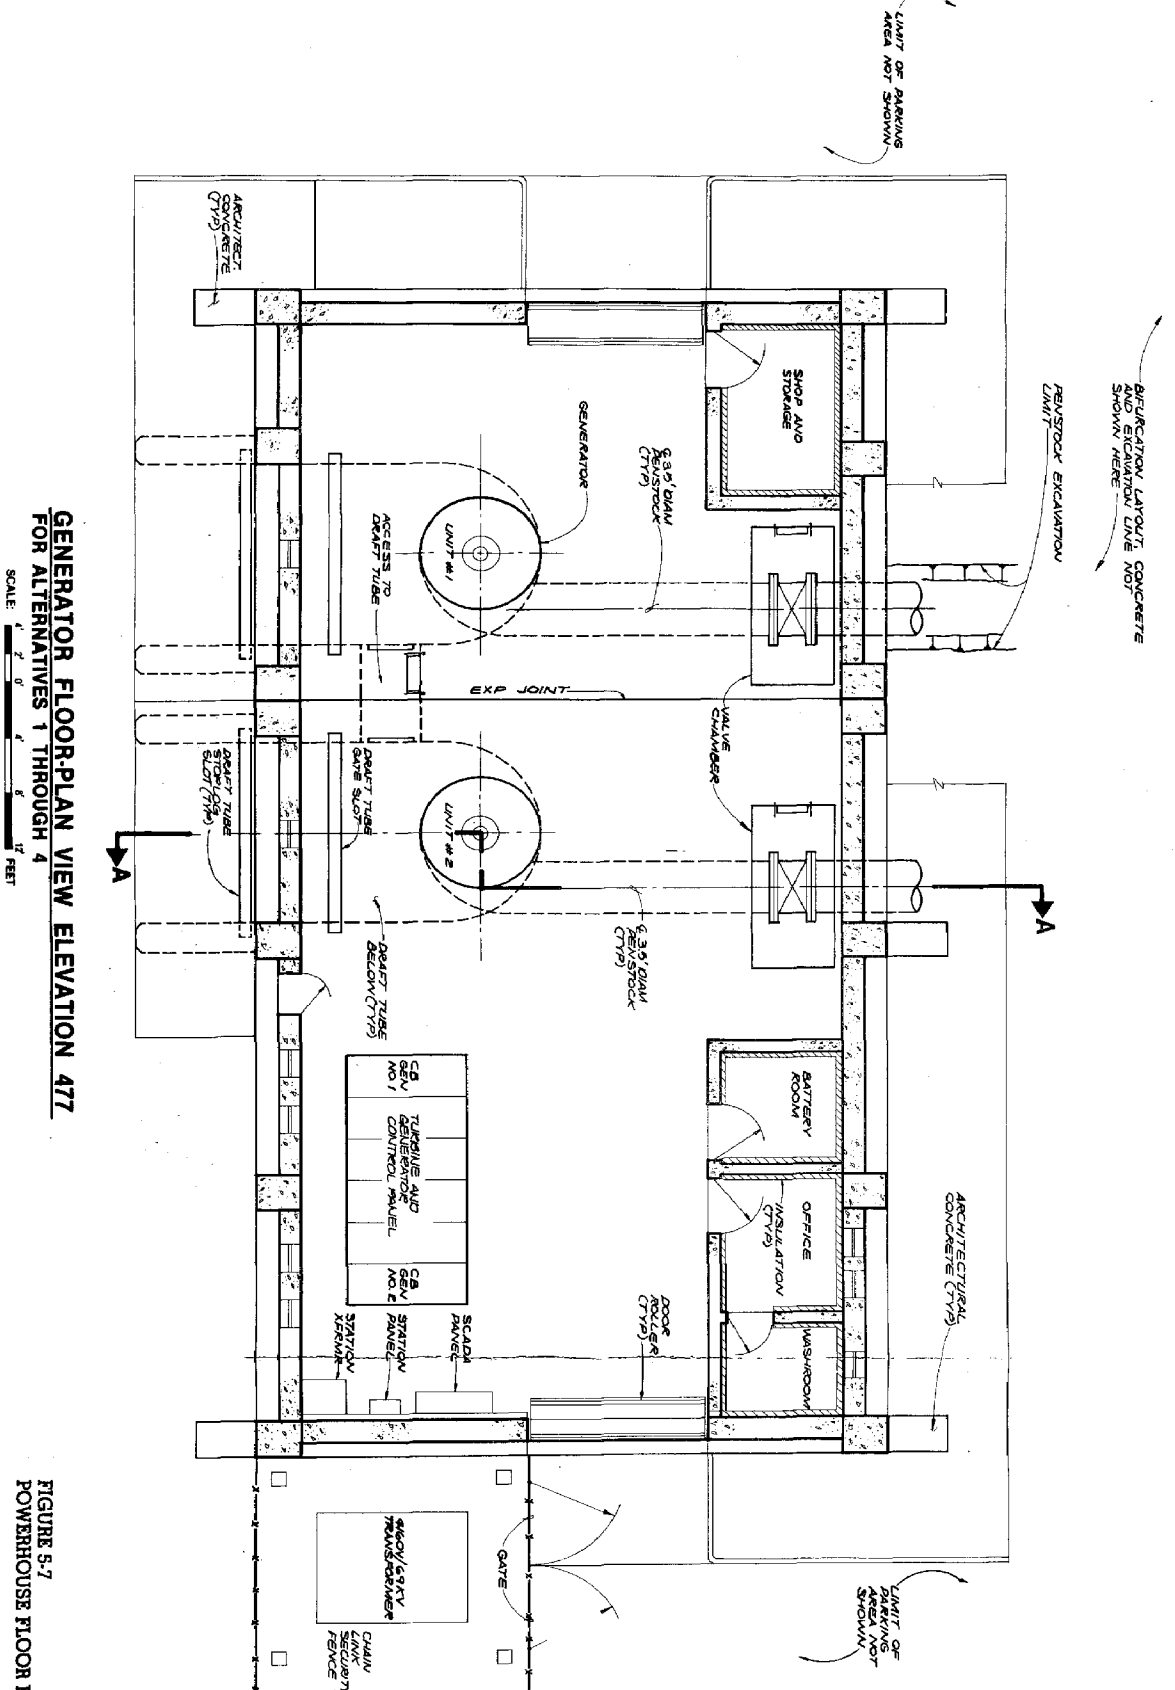 LIMIT OF PARKING
AREA NOT SHOWN
BIFURCATION LAYOUT, CONCRETE
AND EXCAVATION LINE NOT
SHOWN HERE
PENSTOCK EXCAVATION
LIMIT
ARCHITECT.
CONCRETE
(TYP)
SHOP AND
STORAGE
GENERATOR
℄ 3.5' DIAM
PENSTOCK
(TYP)
UNIT #1
ACCESS TO
DRAFT TUBE
EXP JOINT
VALVE
CHAMBER
DRAFT TUBE
STOPLOG
SLOT (TYP)
DRAFT TUBE
GATE SLOT
UNIT #2
A
A
℄ 3.5' DIAM
PENSTOCK
(TYP)
DRAFT TUBE
BELOW (TYP)
BATTERY
ROOM
CB
GEN
NO. 1
TURBINE AND
GENERATOR
CONTROL PANEL
CB
GEN
NO. 2
OFFICE
INSULATION
(TYP)
ARCHITECTURAL
CONCRETE (TYP)
WASHROOM
DOOR
ROLLER
(TYP)
SCADA
PANEL
STATION
PANEL
STATION
XFRMR
GATE
4160V/69KV
TRANSFORMER
CHAIN
LINK
SECURITY
FENCE
LIMIT OF
PARKING
AREA NOT
SHOWN
GENERATOR FLOOR-PLAN VIEW ELEVATION 477
FOR ALTERNATIVES 1 THROUGH 4
SCALE: 4' 2' 0' 4' 8' 12' FEET
FIGURE 5-7
POWERHOUSE FLOOR